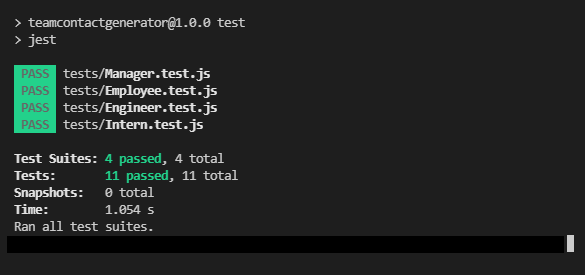 > teamcontactgenerator@1.0.0 test
> jest
PASS tests/Manager.test.js
PASS tests/Employee.test.js
PASS tests/Engineer.test.js
PASS tests/Intern.test.js
Test Suites: 4 passed, 4 total
Tests: 11 passed, 11 total
Snapshots: 0 total
Time: 1.054 s
Ran all test suites.